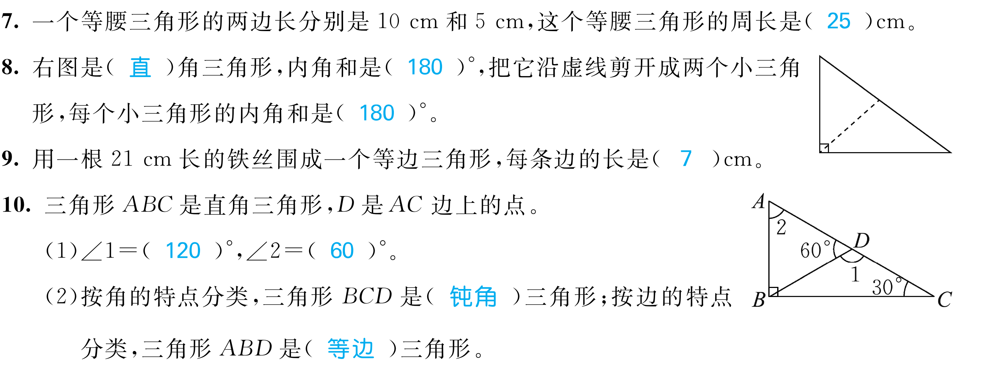 7. 一个等腰三角形的两边长分别是 10 cm 和 5 cm,这个等腰三角形的周长是( 25 )cm。
8. 右图是( 直 )角三角形,内角和是( 180 )°,把它沿虚线剪开成两个小三角
形,每个小三角形的内角和是( 180 )°。
9. 用一根 21 cm 长的铁丝围成一个等边三角形,每条边的长是( 7 )cm。
10. 三角形 ABC 是直角三角形,D 是 AC 边上的点。
(1)∠1=( 120 )°,∠2=( 60 )°。
(2)按角的特点分类,三角形 BCD 是( 钝角 )三角形;按边的特点
分类,三角形 ABD 是( 等边 )三角形。
A
2
D
60°
1
30°
B
C